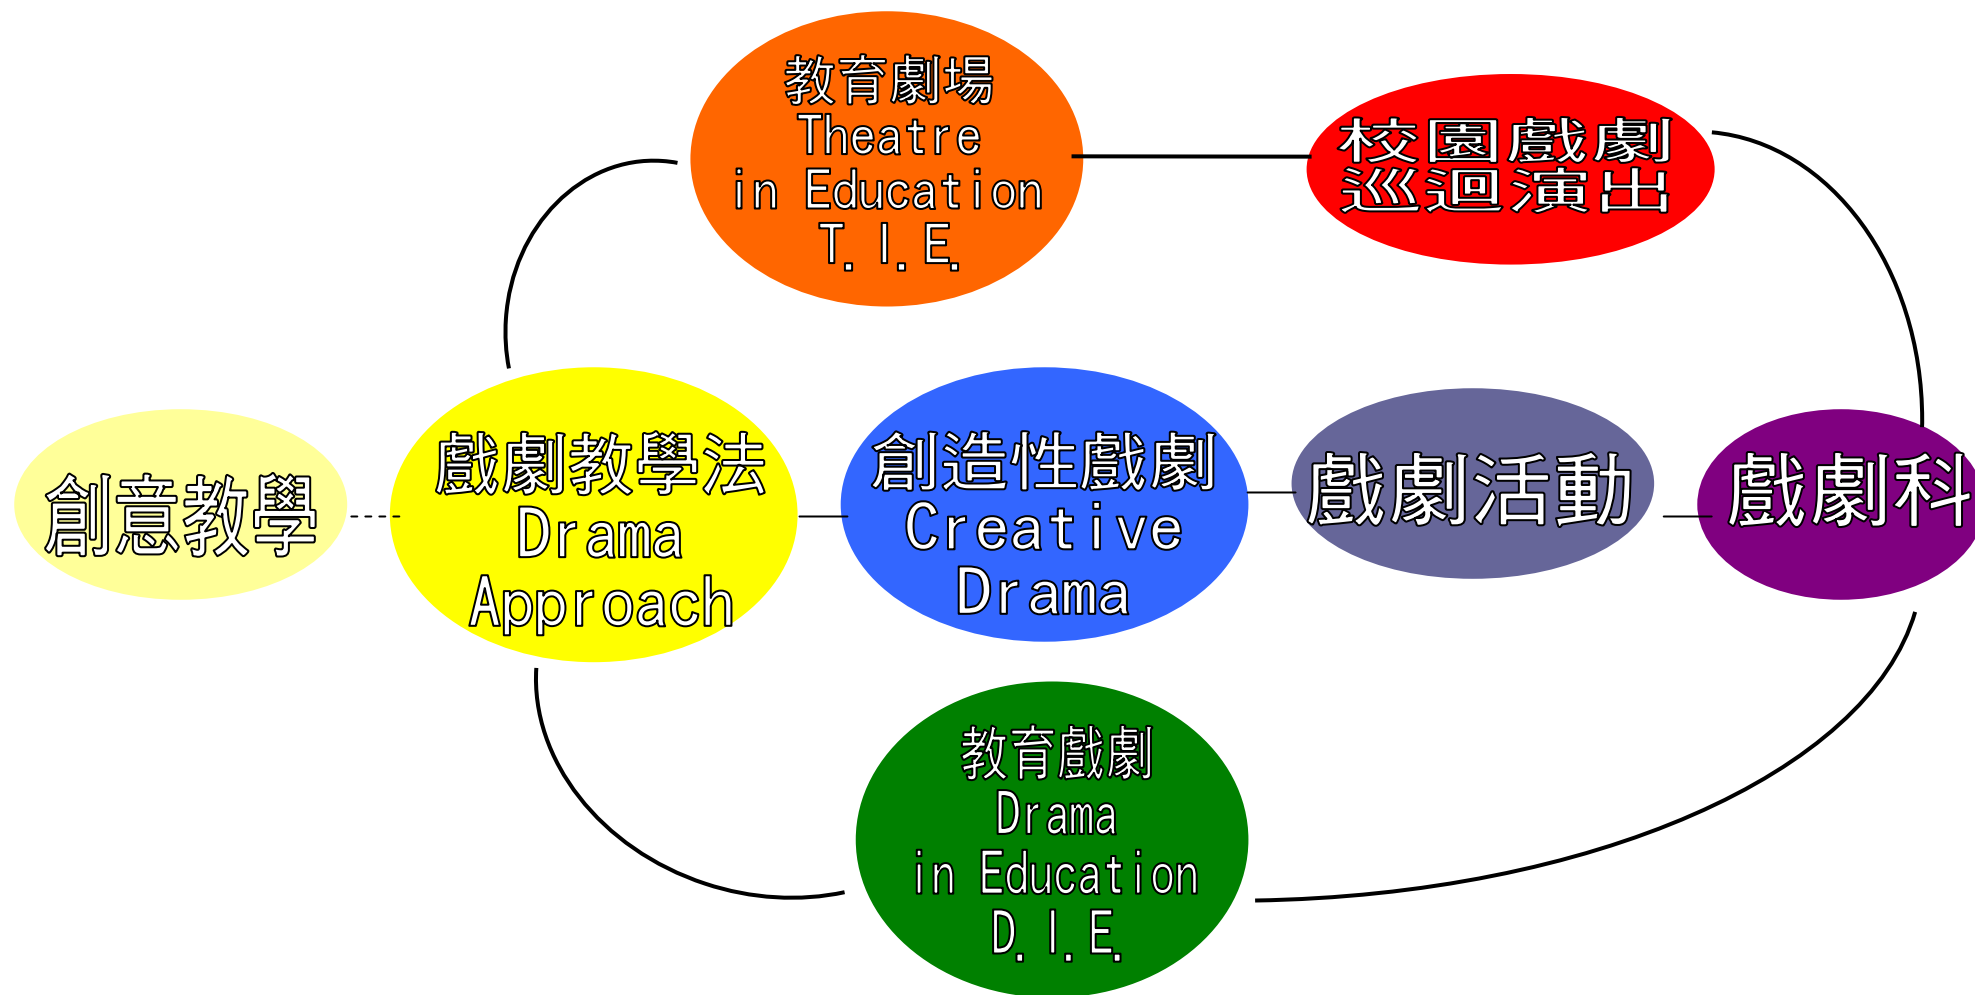 教育劇場
Theatre
in Education
T.I.E.
校園戲劇
巡迴演出
創意教學
戲劇教學法
Drama
Approach
創造性戲劇
Creative
Drama
戲劇活動
戲劇科
教育戲劇
Drama
in Education
D.I.E.